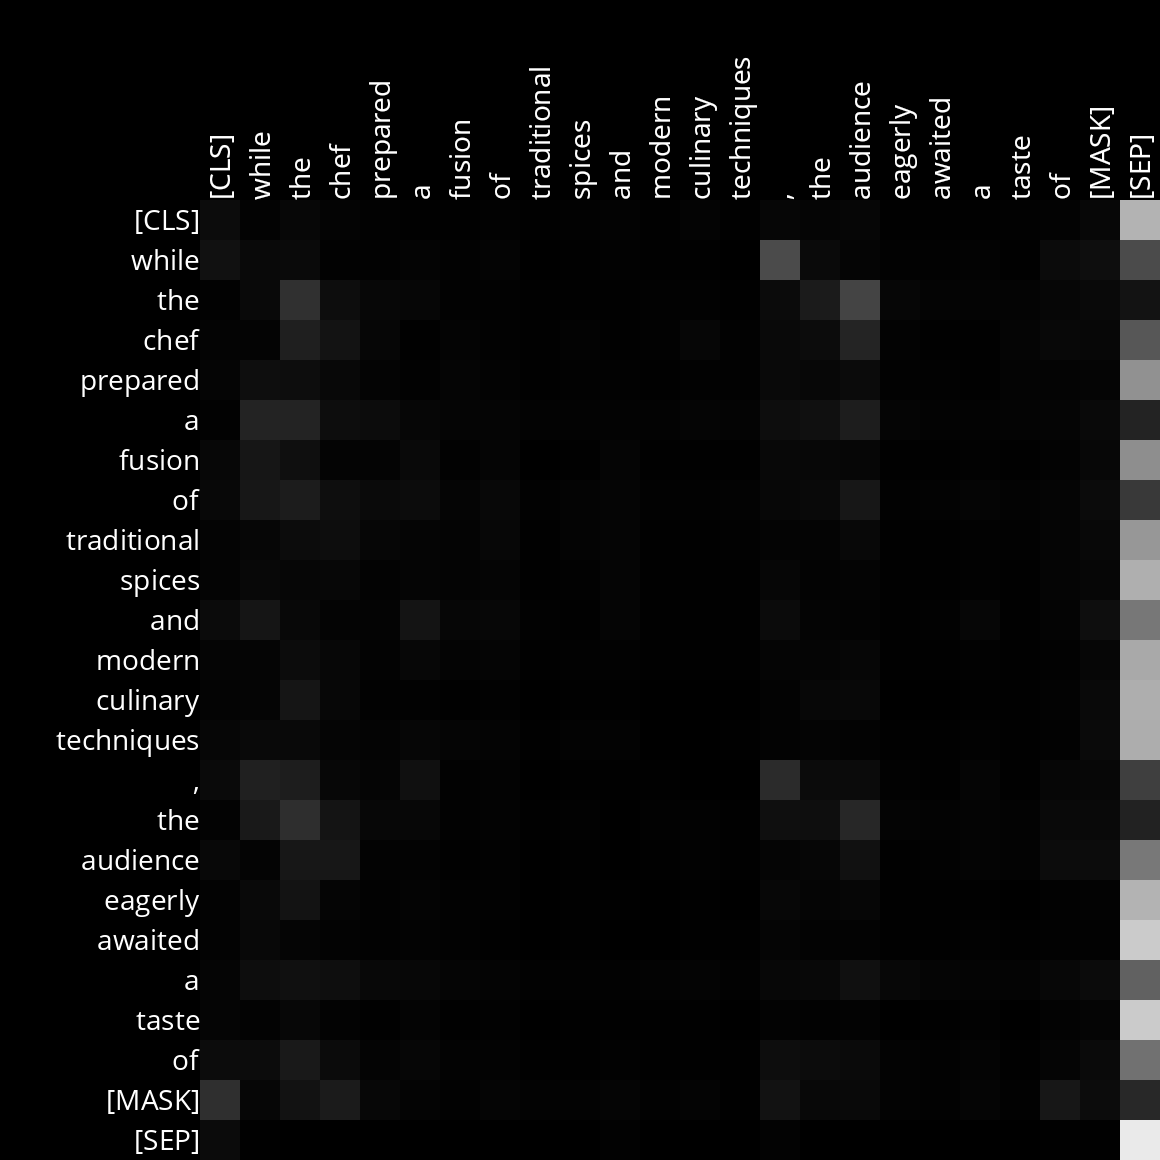 [CLS] while the chef prepared a fusion of traditional spices and modern culinary techniques , the audience eagerly awaited a taste of [MASK] [SEP]
[CLS]
while
the
chef
prepared
a
fusion
of
traditional
spices
and
modern
culinary
techniques
,
the
audience
eagerly
awaited
a
taste
of
[MASK]
[SEP]